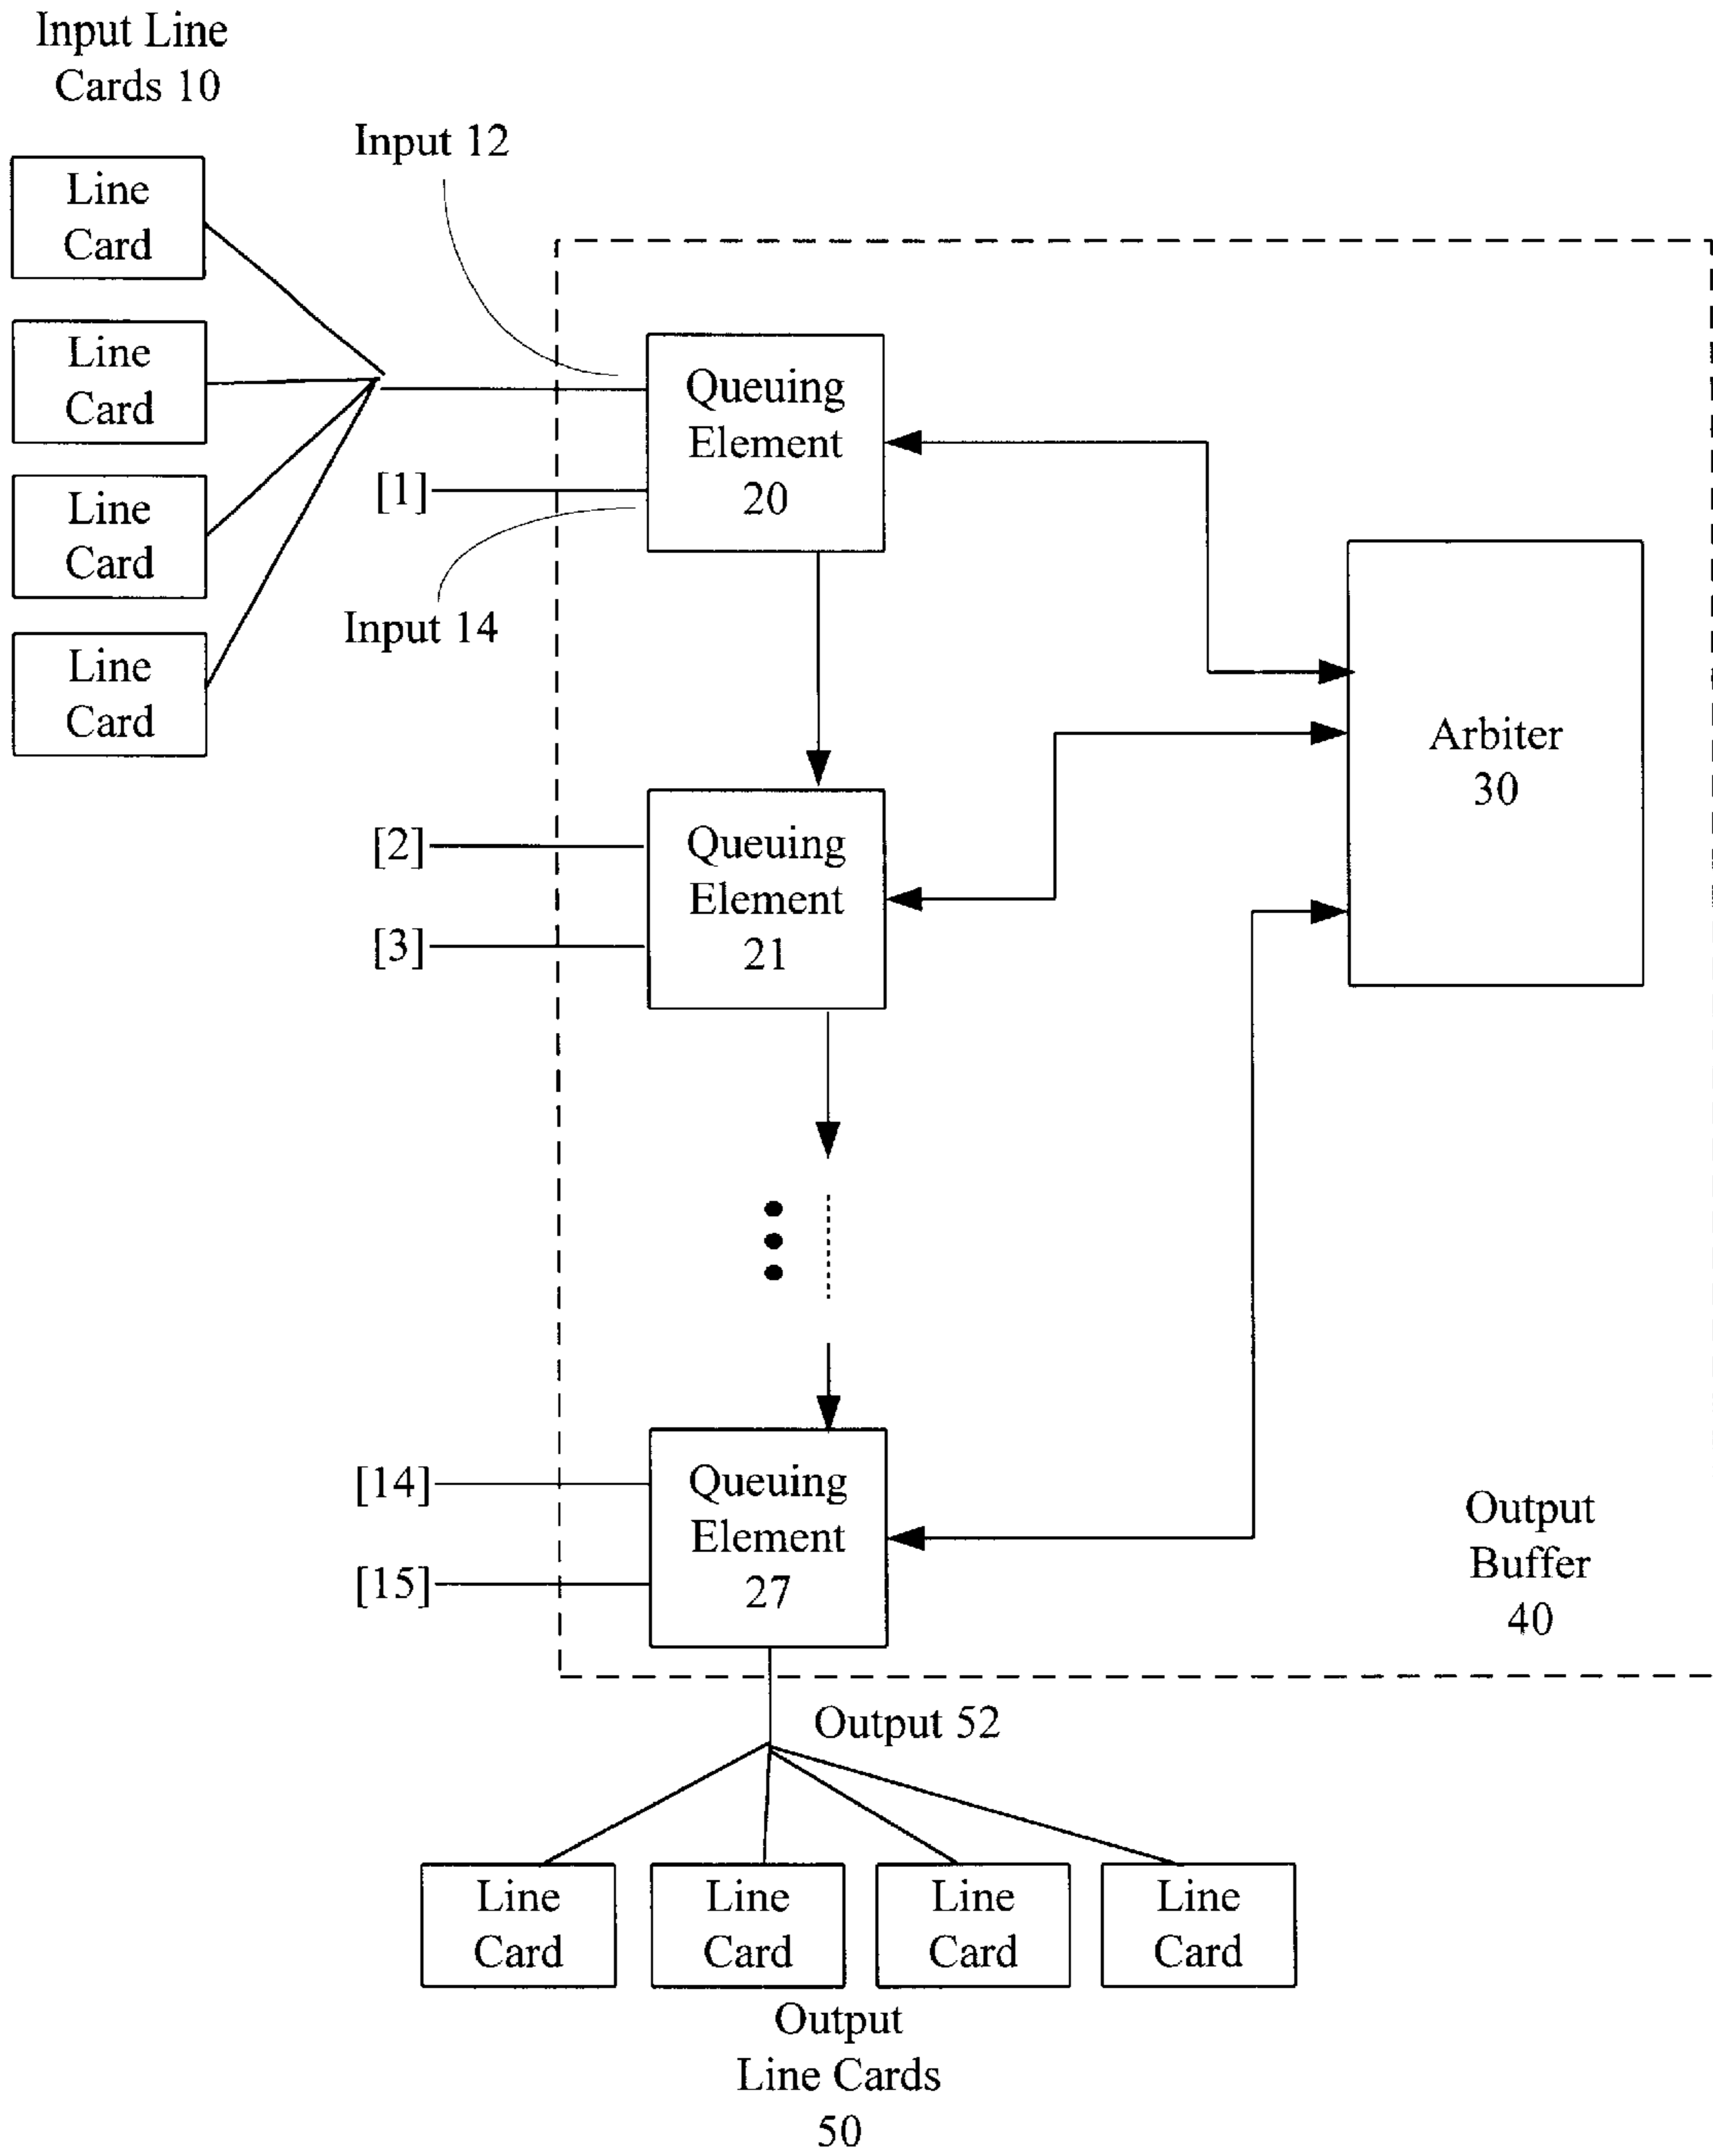 Input Line
Cards 10
Input 12
Line
Card
Line
Card
Line
Card
Line
Card
[1]
Input 14
Queuing
Element
20
Arbiter
30
[2]
[3]
Queuing
Element
21
[14]
[15]
Queuing
Element
27
Output
Buffer
40
Output 52
Line
Card
Line
Card
Line
Card
Line
Card
Output
Line Cards
50